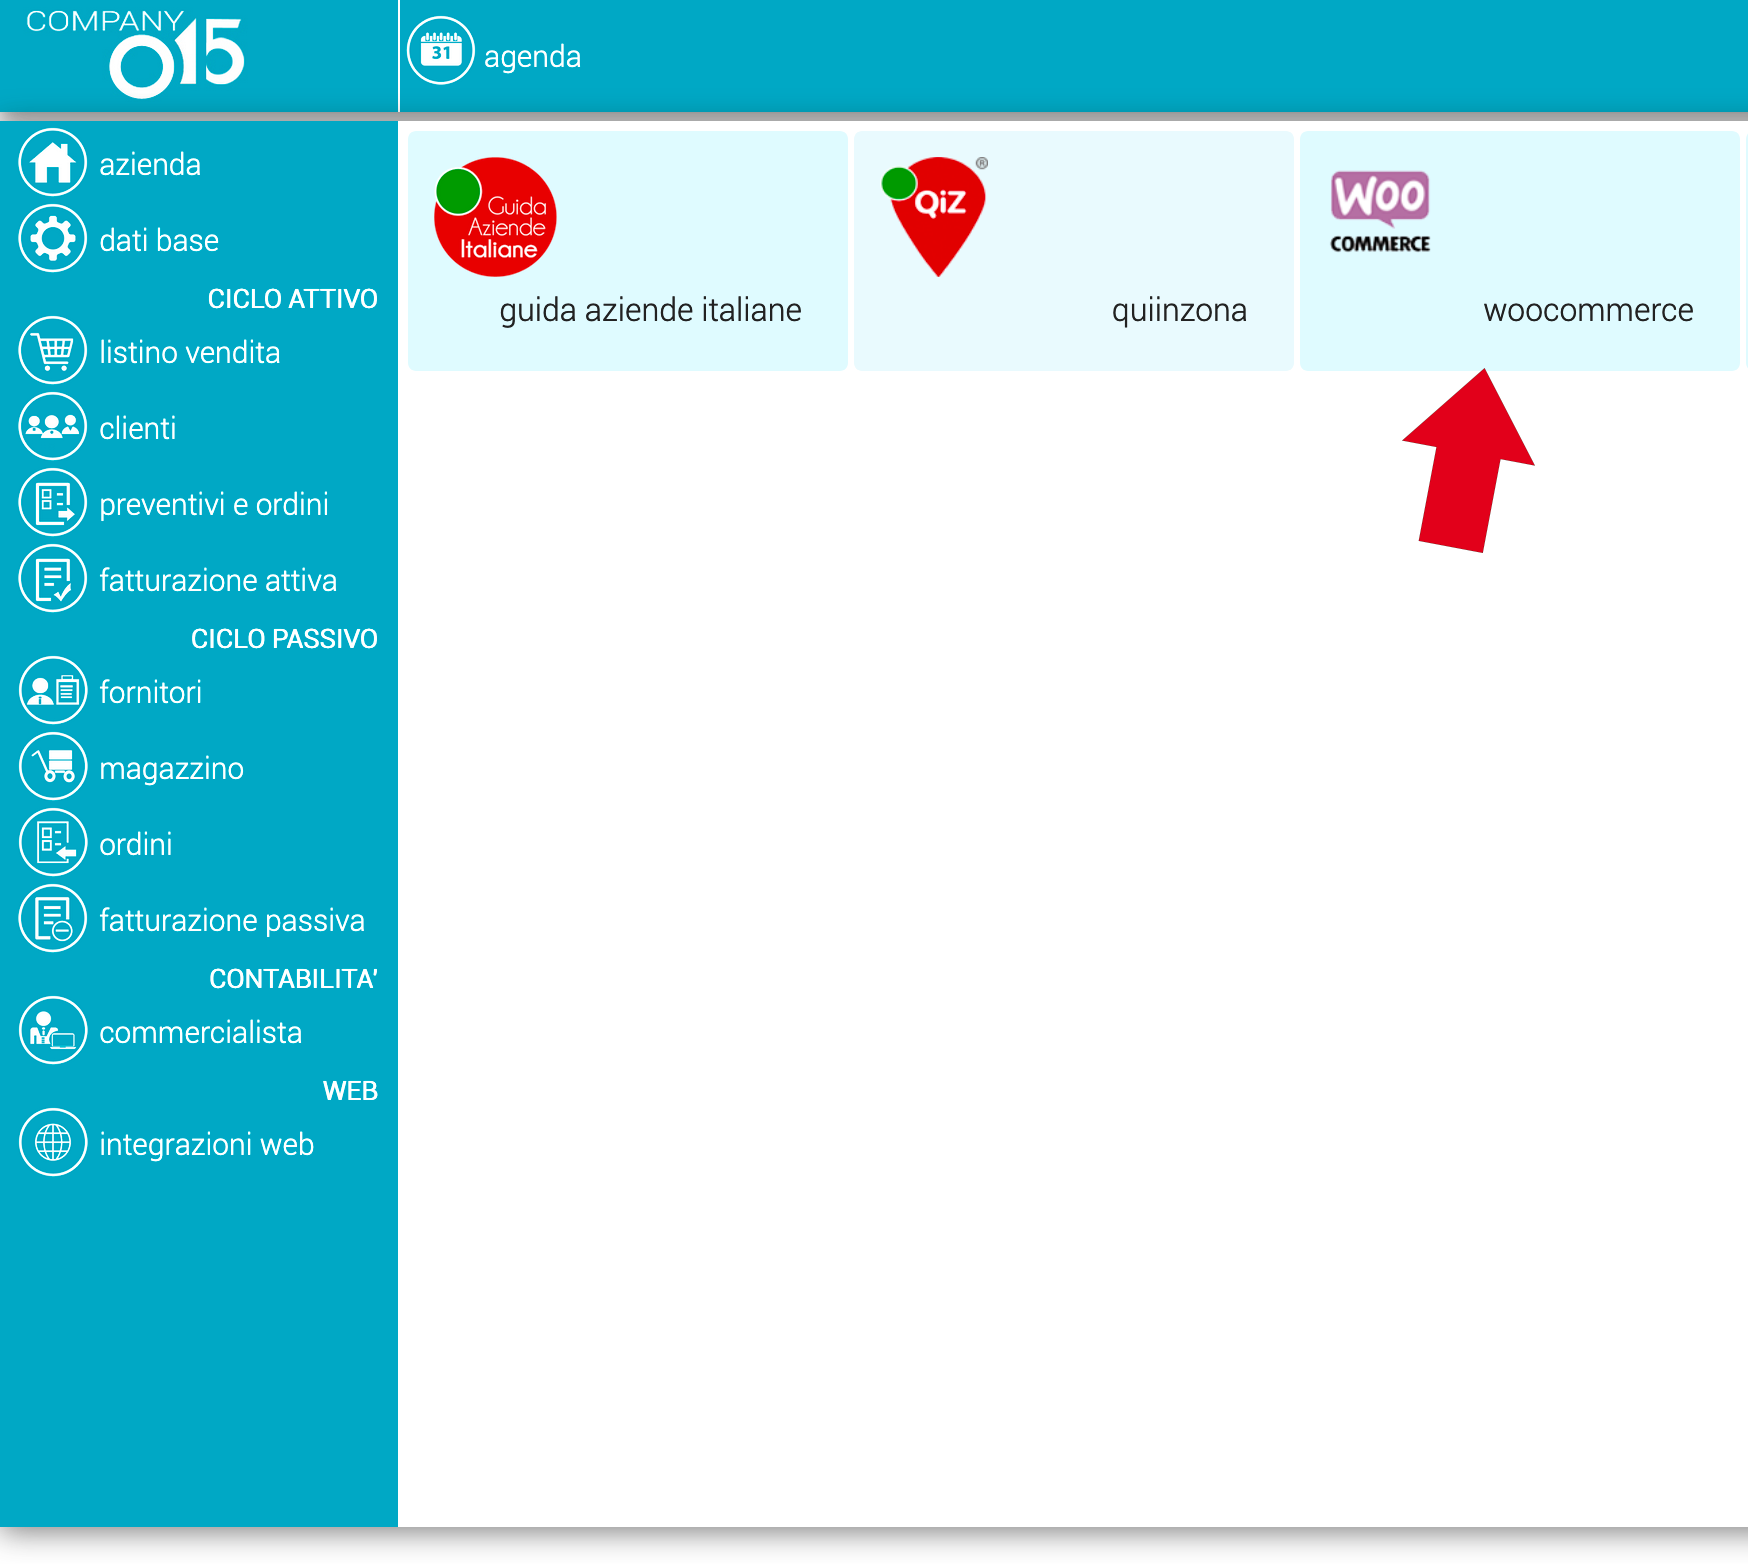 COMPANY
O15
31
agenda
azienda
dati base
CICLO ATTIVO
listino vendita
clienti
preventivi e ordini
fatturazione attiva
CICLO PASSIVO
fornitori
magazzino
ordini
fatturazione passiva
CONTABILITA'
commercialista
WEB
integrazioni web
Guida
Aziende
Italiane
guida aziende italiane
QiZ ®
quiinzona
WOO
COMMERCE
woocommerce